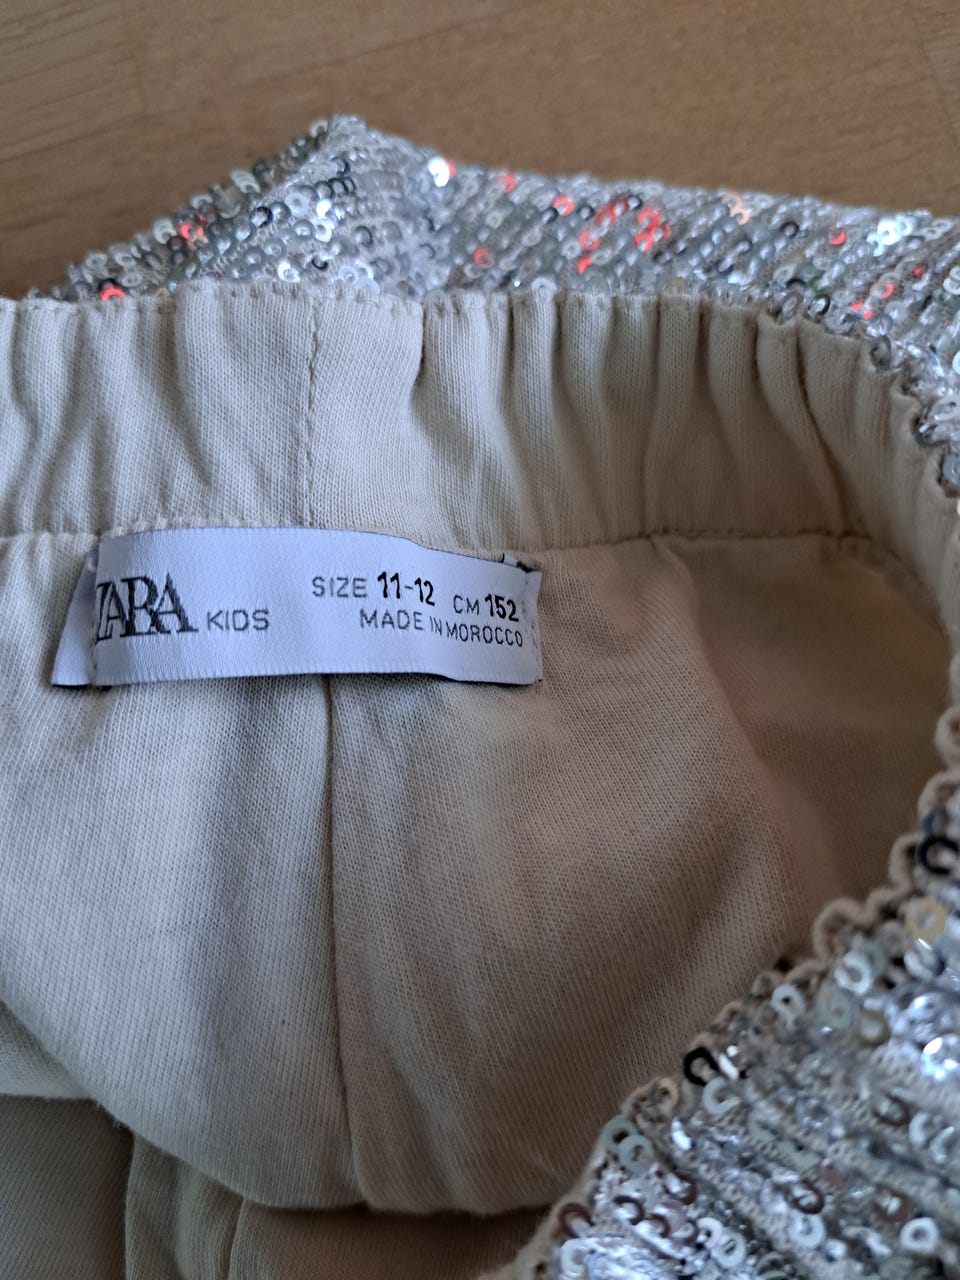 ZARA KIDS
SIZE 11-12 CM 152
MADE IN MOROCCO